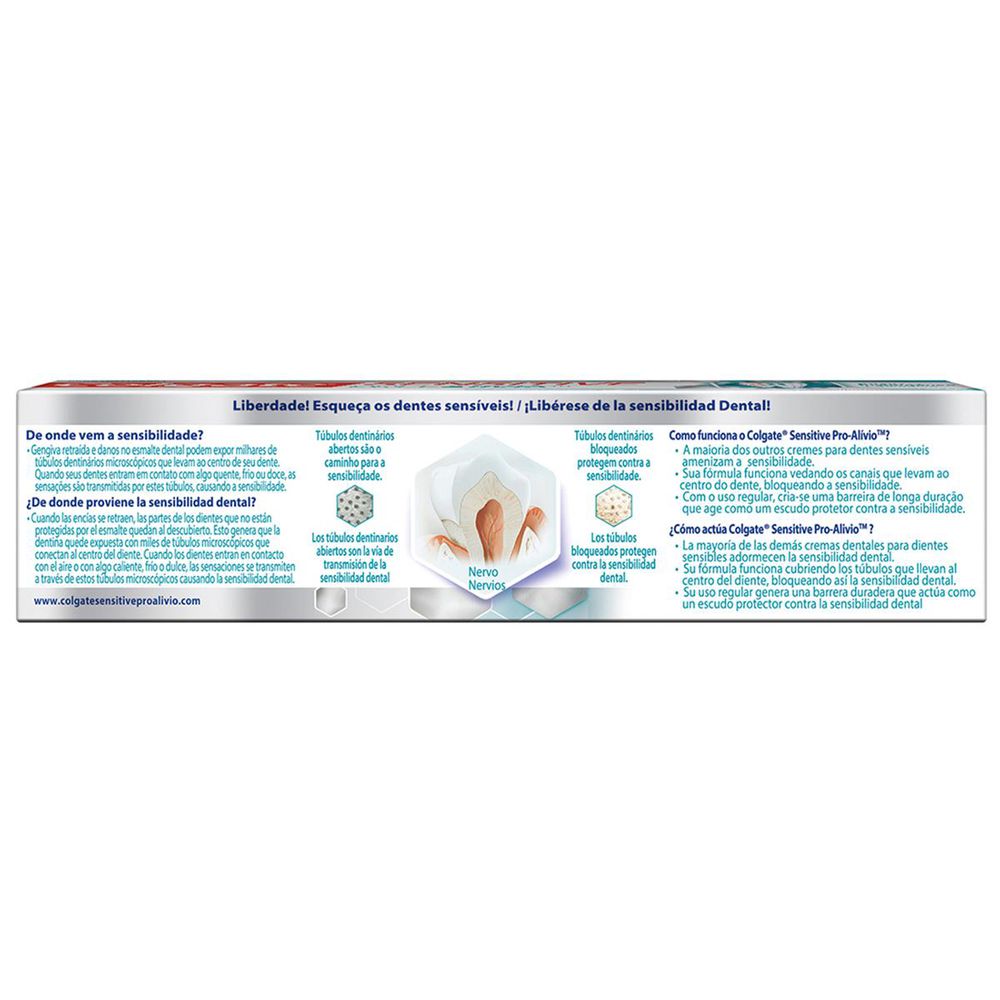 Liberdade! Esqueça os dentes sensíveis! / ¡Libérese de la sensibilidad Dental!
De onde vem a sensibilidade?
• Gengiva retraída e danos no esmalte dental podem expor milhares de
túbulos dentinários microscópicos que levam ao centro de seu dente.
Quando seus dentes entram em contato com algo quente, frio ou doce, as
sensações são transmitidas por estes túbulos, causando a sensibilidade.
¿De donde proviene la sensibilidad dental?
• Cuando las encías se retraen, las partes de los dientes que no están
protegidas por el esmalte quedan al descubierto. Esto genera que la
dentina quede expuesta con miles de túbulos microscópicos que
conectan al centro del diente. Cuando los dientes entran en contacto
con el aire o con algo caliente, frío o dulce, las sensaciones se transmiten
a través de estos túbulos microscópicos causando la sensibilidad dental.
www.colgatesensitiveproalivio.com
Túbulos dentinários
abertos são o
caminho para a
sensibilidade.
Los túbulos dentinarios
abiertos son la vía de
transmisión de la
sensibilidad dental
Nervo
Nervios
Túbulos dentinários
bloqueados
protegem contra a
sensibilidade.
Los túbulos
bloqueados protegen
contra la sensibilidad
dental.
Como funciona o Colgate® Sensitive Pro-Alívio™?
• A maioria dos outros cremes para dentes sensíveis
amenizam a sensibilidade.
• Sua fórmula funciona vedando os canais que levam ao
centro do dente, bloqueando a sensibilidade.
• Com o uso regular, cria-se uma barreira de longa duração
que age como um escudo protetor contra a sensibilidade.
¿Cómo actúa Colgate® Sensitive Pro-Alivio™ ?
• La mayoría de las demás cremas dentales para dientes
sensibles adormecen la sensibilidad dental.
• Su fórmula funciona cubriendo los túbulos que llevan al
centro del diente, bloqueando así la sensibilidad dental.
• Su uso regular genera una barrera duradera que actúa como
un escudo protector contra la sensibilidad dental